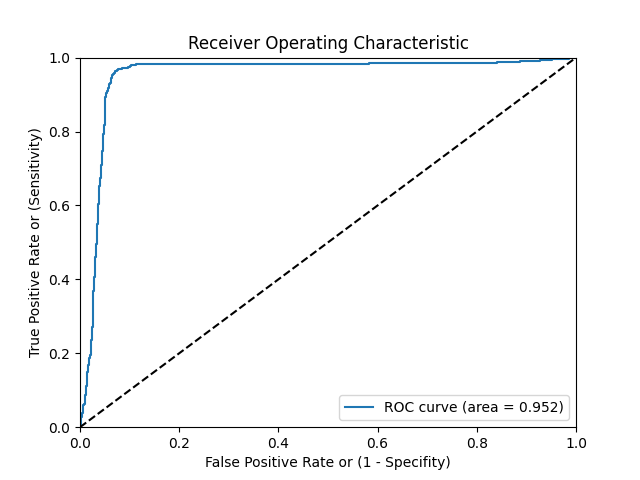 Receiver Operating Characteristic
True Positive Rate or (Sensitivity)
1.0
0.8
0.6
0.4
0.2
0.0
ROC curve (area = 0.952)
0.0 0.2 0.4 0.6 0.8 1.0
False Positive Rate or (1 - Specifity)